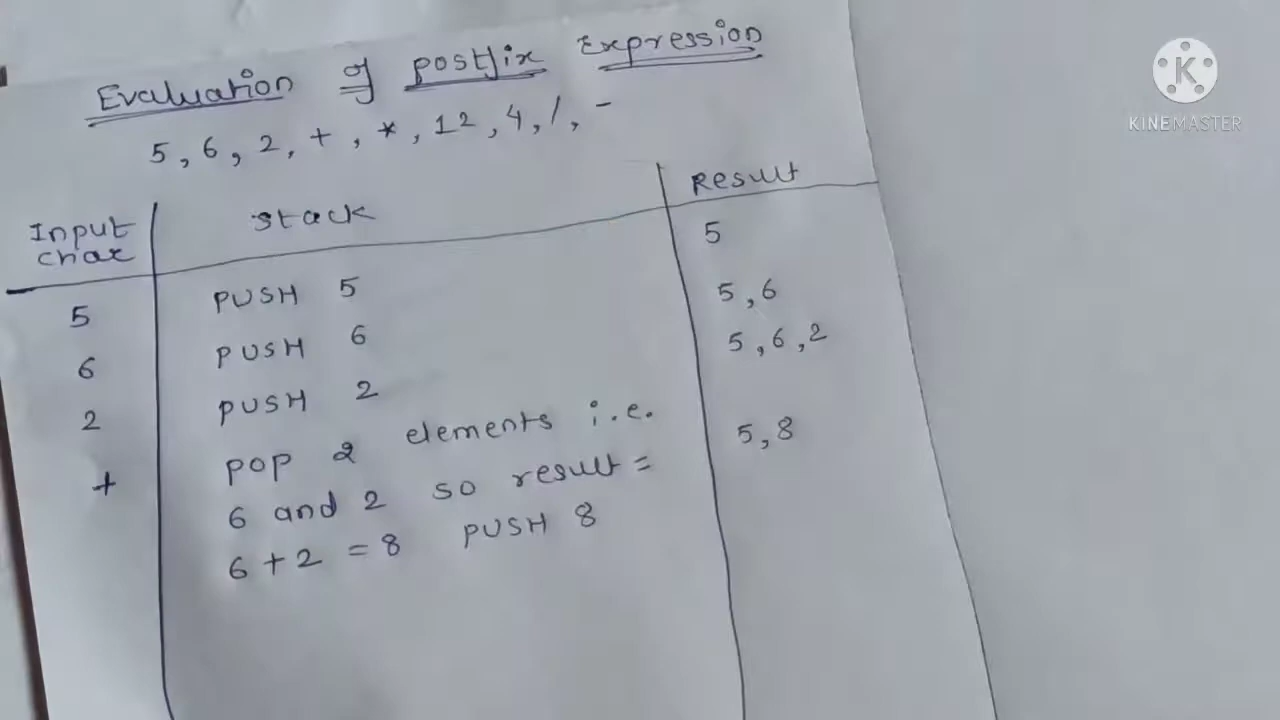 Evaluation of postfix Expression
5, 6, 2, +, *, 12, 4, /, -
Input char | Stack | Result
5 | PUSH 5 | 5
6 | PUSH 6 | 5,6
2 | PUSH 2 | 5,6,2
+ | pop 2 elements i.e. | 5,8
6 and 2 so result =
6+2 = 8 PUSH 8
KINEMASTER